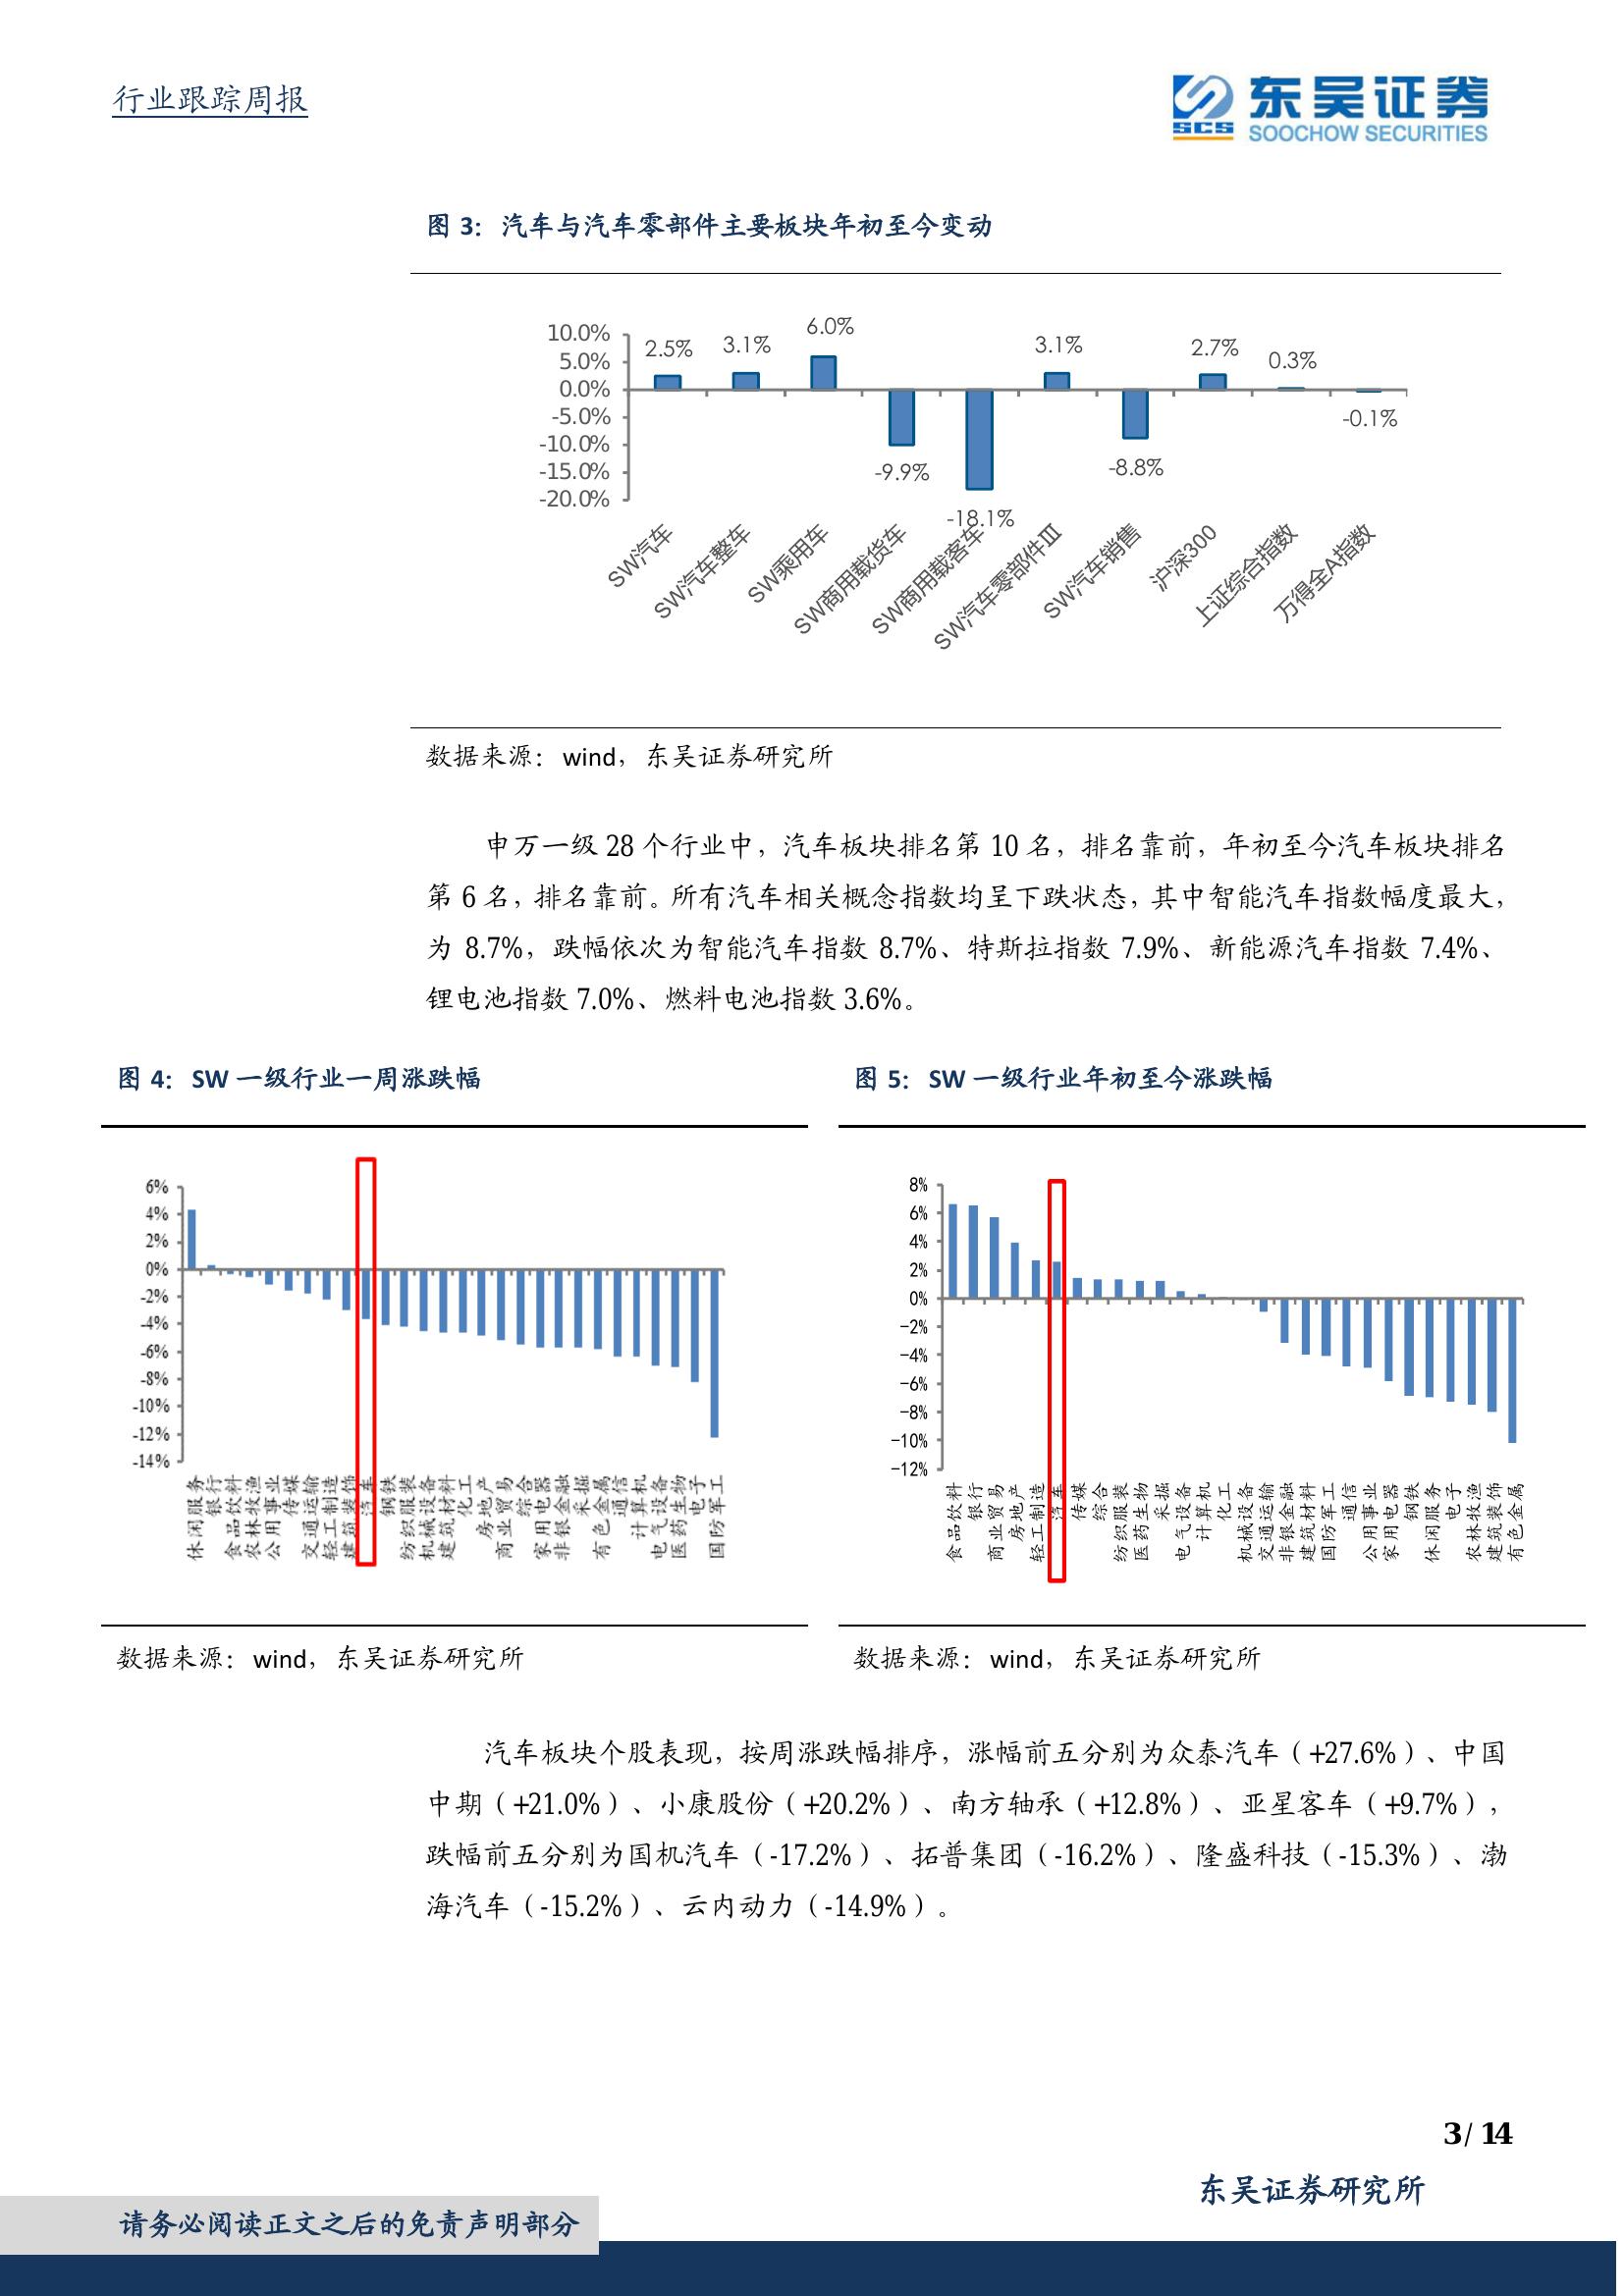 行业跟踪周报
东吴证券
SCS SOOCHOW SECURITIES
图 3：汽车与汽车零部件主要板块年初至今变动
10.0%
5.0%
0.0%
-5.0%
-10.0%
-15.0%
-20.0%
2.5%
3.1%
6.0%
-9.9%
-18.1%
3.1%
-8.8%
2.7%
0.3%
-0.1%
SW汽车
SW汽车整车
SW乘用车
SW商用载货车
SW商用载客车
SW汽车零部件III
SW汽车销售
沪深300
上证综合指数
万得全A指数
数据来源：wind，东吴证券研究所
申万一级 28 个行业中，汽车板块排名第 10 名，排名靠前，年初至今汽车板块排名
第 6 名，排名靠前。所有汽车相关概念指数均呈下跌状态，其中智能汽车指数幅度最大，
为 8.7%，跌幅依次为智能汽车指数 8.7%、特斯拉指数 7.9%、新能源汽车指数 7.4%、
锂电池指数 7.0%、燃料电池指数 3.6%。
图 4：SW 一级行业一周涨跌幅
6%
4%
2%
0%
-2%
-4%
-6%
-8%
-10%
-12%
-14%
休闲服务
银行
食品饮料
农林牧渔
公用事业
传媒
交通运输
轻工制造
建筑装饰
汽车
钢铁
纺织服装
机械设备
建筑材料
化工
房地产
商业贸易
综合
家用电器
非银金融
采掘
有色金属
通信
计算机
电气设备
医药生物
电子
国防军工
数据来源：wind，东吴证券研究所
图 5：SW 一级行业年初至今涨跌幅
8%
6%
4%
2%
0%
-2%
-4%
-6%
-8%
-10%
-12%
食品饮料
银行
商业贸易
房地产
轻工制造
汽车
传媒
综合
纺织服装
医药生物
采掘
电气设备
计算机
化工
机械设备
交通运输
非银金融
建筑材料
国防军工
通信
公用事业
家用电器
钢铁
休闲服务
电子
农林牧渔
建筑装饰
有色金属
数据来源：wind，东吴证券研究所
汽车板块个股表现，按周涨跌幅排序，涨幅前五分别为众泰汽车（+27.6%）、中国
中期（+21.0%）、小康股份（+20.2%）、南方轴承（+12.8%）、亚星客车（+9.7%），
跌幅前五分别为国机汽车（-17.2%）、拓普集团（-16.2%）、隆盛科技（-15.3%）、渤
海汽车（-15.2%）、云内动力（-14.9%）。
3 / 14
东吴证券研究所
请务必阅读正文之后的免责声明部分